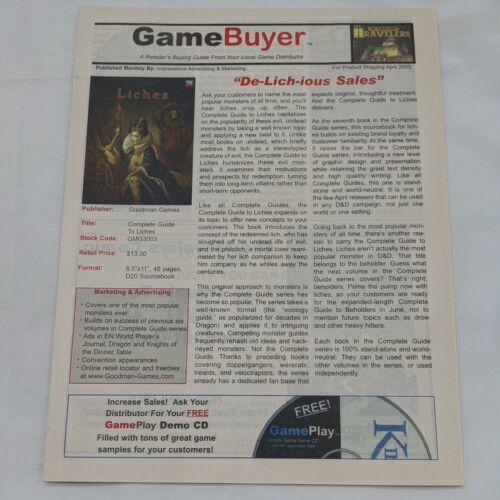 GameBuyer™
A Retailer's Buying Guide From Your Local Game Distributor
TRAVELERS
Published Monthly By: Impressions Advertising & Marketing
For Product Shipping April 2003
"De-Lich-ious Sales"
Liches
Publisher: Goodman Games
Title: Complete Guide
To Liches
Stock Code: GMG3003
Retail Price: $13.00
Format: 8.5"x11", 48 pages,
D20 Sourcebook
Marketing & Advertising
• Covers one of the most popular
monsters ever
• Builds on success of previous six
volumes in Complete Guide series
• Ads in EN World Player's
Journal, Dragon and Knights of
the Dinner Table
• Convention appearances
• Online retail locator and freebies
at www.Goodman-Games.com
Ask your customers to name the most
popular monsters of all time, and you'll
hear liches crop up often. The
Complete Guide to Liches capitalizes
on the popularity of these evil, undead
monsters by taking a well known topic
and applying a new twist to it. Unlike
most books on undead, which briefly
address the lich as a stereotyped
creature of evil, the Complete Guide to
Liches humanizes these evil mon-
sters. It examines their motivations
and prospects for redemption, turning
them into long-term villains rather than
short-term opponents.
Like all Complete Guides, the
Complete Guide to Liches expands on
its topic to offer new concepts to your
customers. The book introduces the
concept of the redeemed lich, who has
sloughed off his undead-life of evil,
and the philolich, a mortal lover reani-
mated by her lich companion to keep
him company as he whiles away the
centuries.
This original approach to monsters is
why the Complete Guide series has
become so popular. The series takes a
well-known format (the "ecology
guide," as popularized for decades in
Dragon) and applies it to intriguing
creatures. Competing monster guides
frequently rehash old ideas and hack-
neyed monsters. Not the Complete
Guide. Thanks to preceding books
covering doppelgangers, wererats,
treants, and velociraptors, the series
already has a dedicated fan base that
expects original, thoughtful treatment.
And the Complete Guide to Liches
delivers.
As the seventh book in the Complete
Guide series, this sourcebook for lich-
es builds on existing brand loyalty and
customer familiarity. At the same time,
it raises the bar for the Complete
Guide series, introducing a new level
of graphic design and presentation
while retaining the great text density
and high quality writing. Like all
Complete Guides, this one is stand-
alone and world-neutral. It is one of
the few April releases that can be used
in any D&D campaign, not just one
world or one setting.
Going back to the most popular mon-
sters of all time, there's another rea-
son to carry the Complete Guide to
Liches. Liches aren't actually the most
popular monster in D&D. That title
belongs to the beholder. Guess what
the next volume in the Complete
Guide series covers? That's right:
beholders. Prime the pump now with
liches, so your customers are ready
for the expanded-length Complete
Guide to Beholders in June, not to
mention future topics such as drow
and other heavy hitters.
Each book in the Complete Guide
series is 100% stand-alone and world-
neutral. They can be used with the
other volumes in the series, or used
independently.
Increase Sales! Ask Your
Distributor For Your FREE
GamePlay Demo CD
Filled with tons of great game
samples for your customers!
FREE!
GamePlay